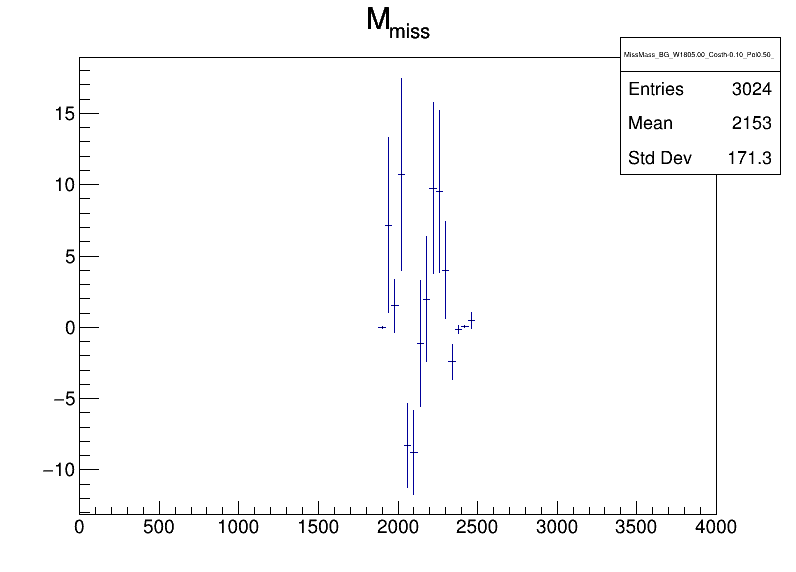 M_miss
MissMass_BG_W1805.00_Costh-0.10_Pol0.50_
Entries 3024
Mean 2153
Std Dev 171.3
15
10
5
0
−5
−10
0 500 1000 1500 2000 2500 3000 3500 4000